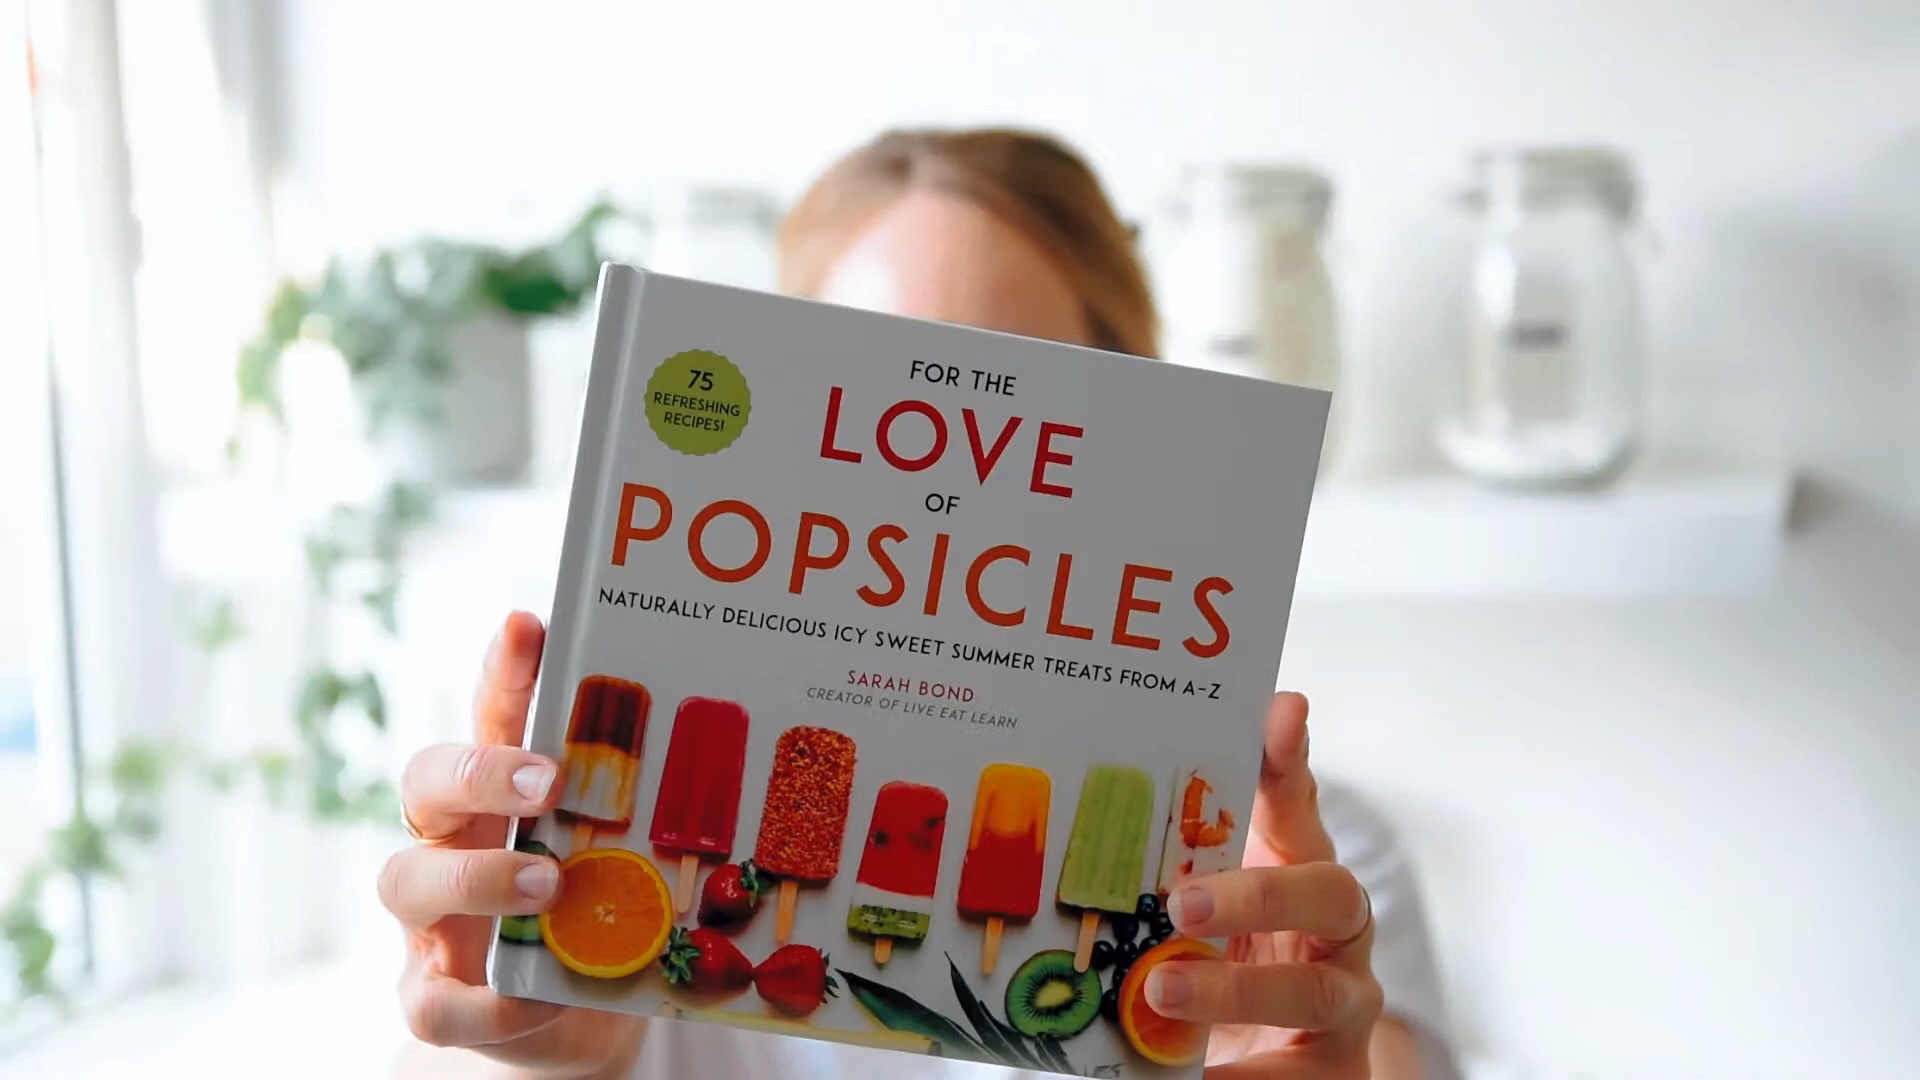 75
REFRESHING
RECIPES!
FOR THE
LOVE
OF
POPSICLES
NATURALLY DELICIOUS ICY SWEET SUMMER TREATS FROM A-Z
SARAH BOND
CREATOR OF LIVE EAT LEARN